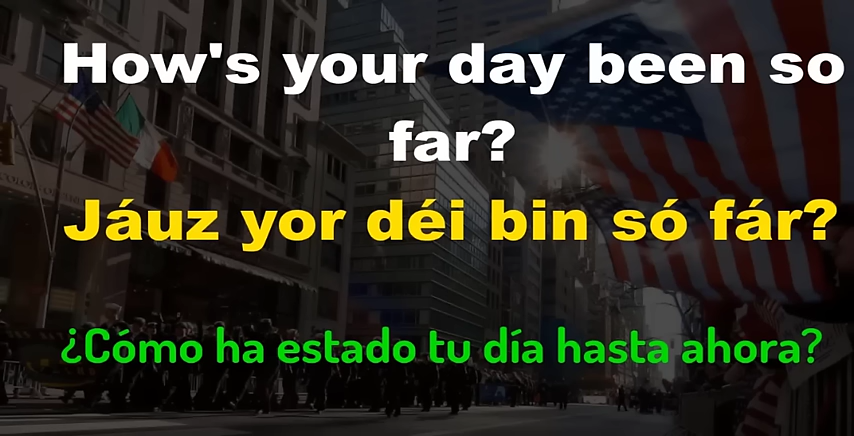 How's your day been so
far?
Jáuz yor déi bin só fár?
¿Cómo ha estado tu día hasta ahora?